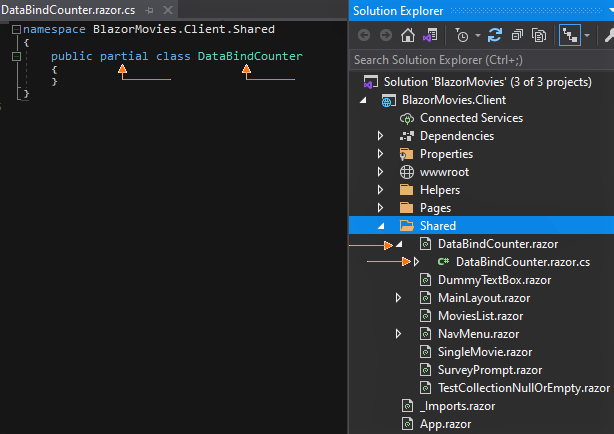 DataBindCounter.razor.cs
namespace BlazorMovies.Client.Shared
{
public partial class DataBindCounter
{
}
}
Solution Explorer
Search Solution Explorer (Ctrl+;)
Solution 'BlazorMovies' (3 of 3 projects)
BlazorMovies.Client
Connected Services
Dependencies
Properties
wwwroot
Helpers
Pages
Shared
DataBindCounter.razor
C# DataBindCounter.razor.cs
DummyTextBox.razor
MainLayout.razor
MoviesList.razor
NavMenu.razor
SingleMovie.razor
SurveyPrompt.razor
TestCollectionNullOrEmpty.razor
_Imports.razor
App.razor